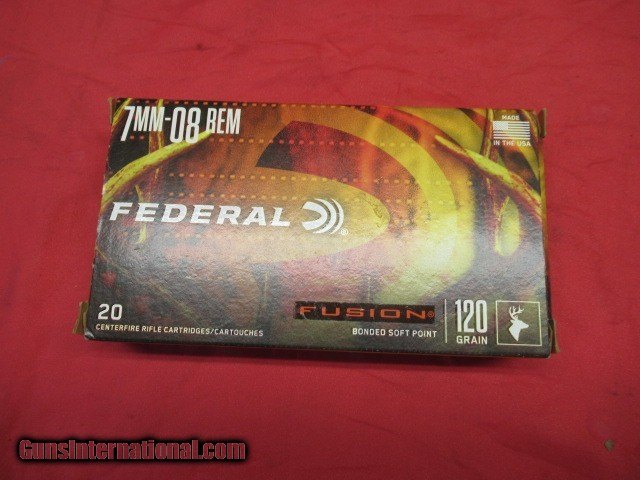 7MM-08 REM
MADE
IN THE USA
FEDERAL ®
20
CENTERFIRE RIFLE CARTRIDGES/CARTOUCHES
FUSION®
BONDED SOFT POINT
120
GRAIN
GunsInternational.com